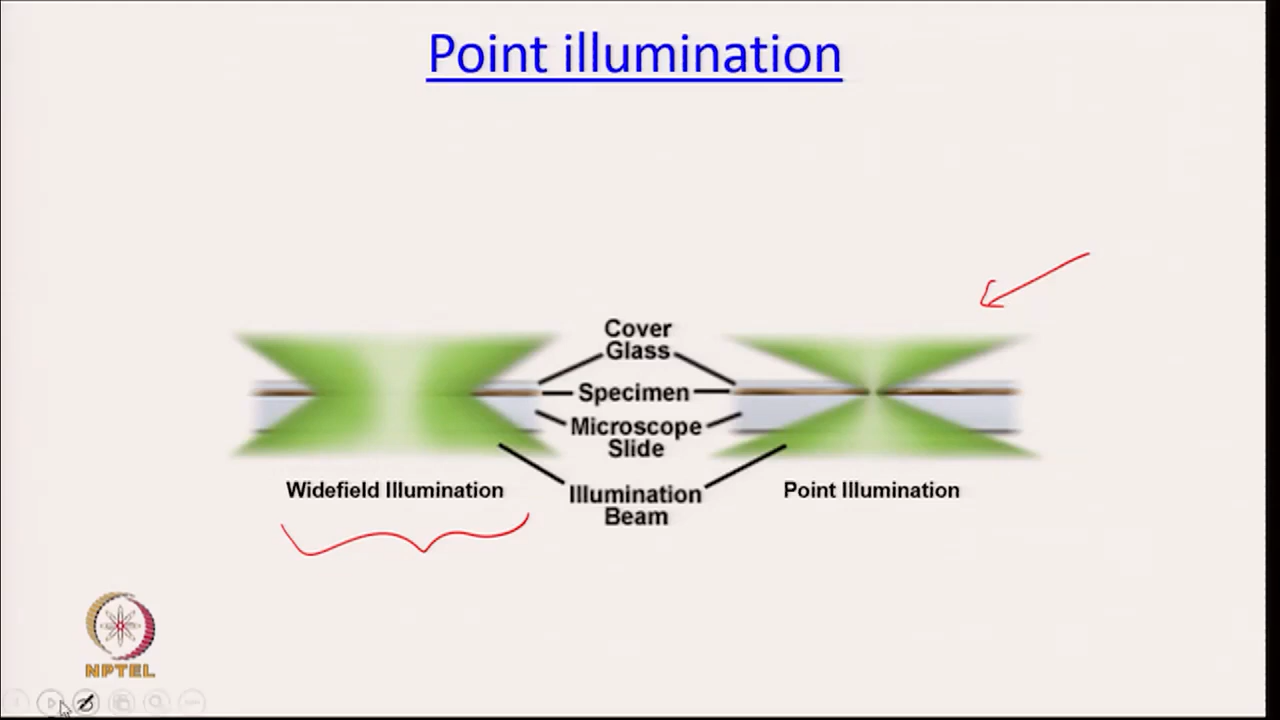 Point illumination
Cover
Glass
Specimen
Microscope
Slide
Illumination
Beam
Widefield Illumination
Point Illumination
NPTEL